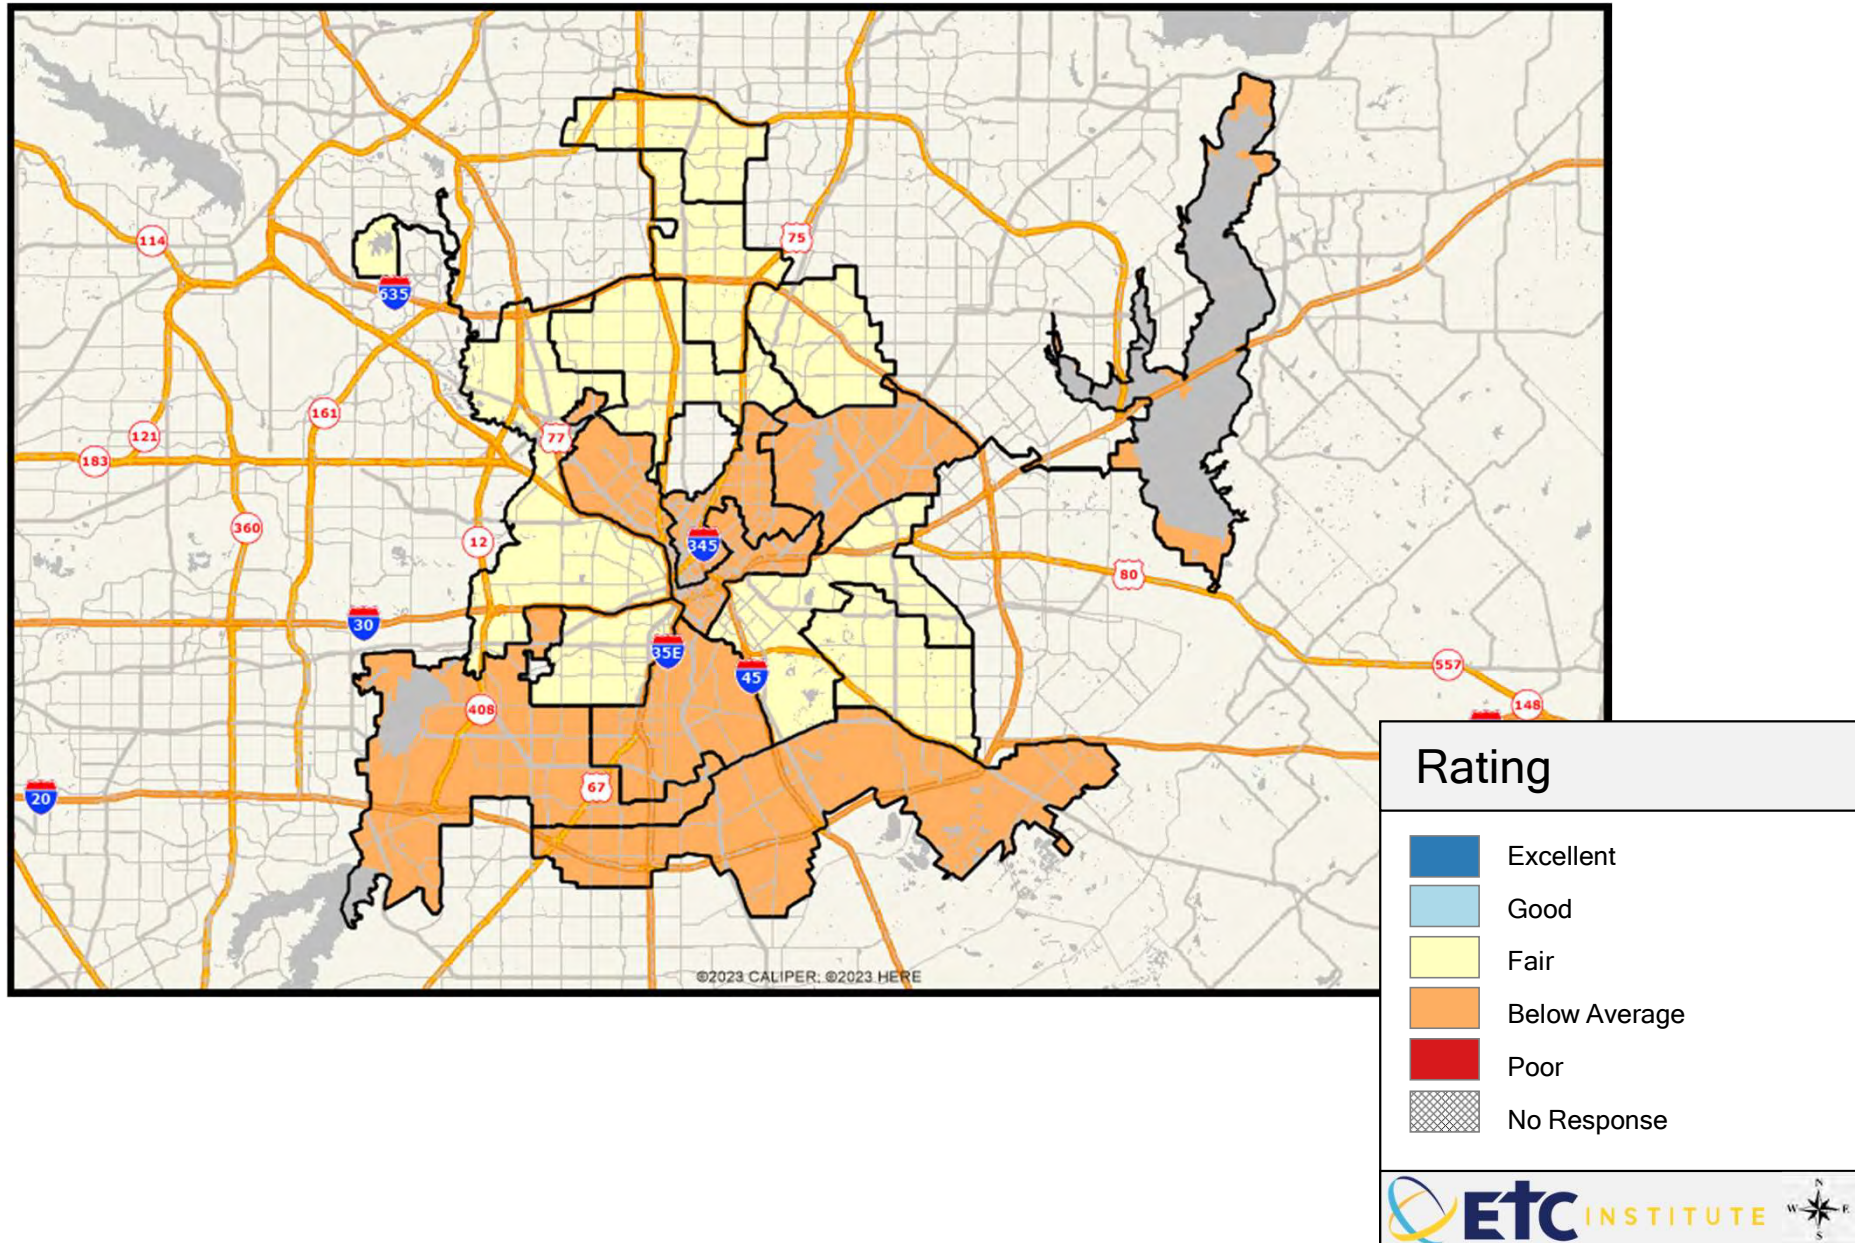 114
75
635
161
121
77
183
360
12
345
80
30
35E
45
557
408
148
67
20
©2023 CALIPER; ©2023 HERE
Rating
Excellent
Good
Fair
Below Average
Poor
No Response
N
W E
S
ETC INSTITUTE